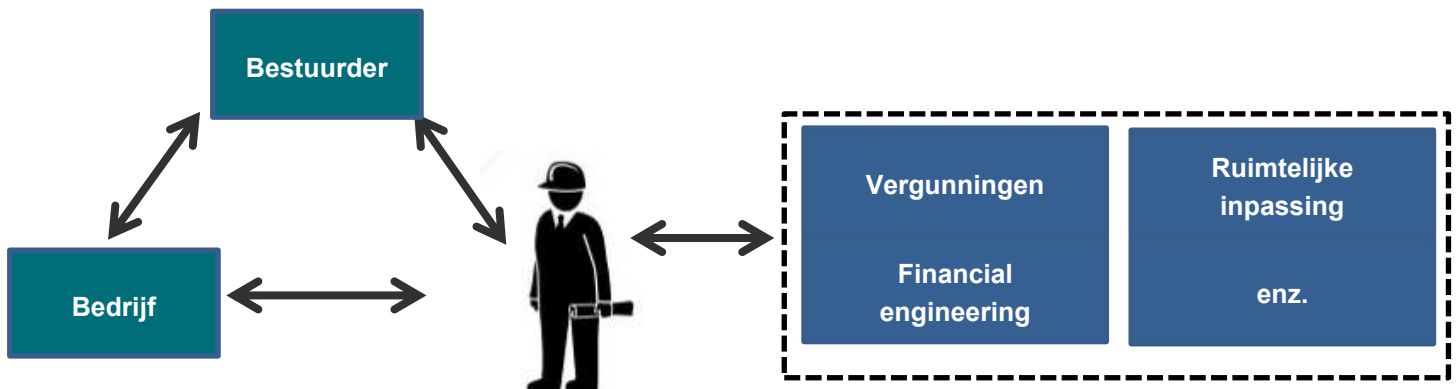 Bestuurder
Bedrijf
Vergunningen
Ruimtelijke
inpassing
Financial
engineering
enz.